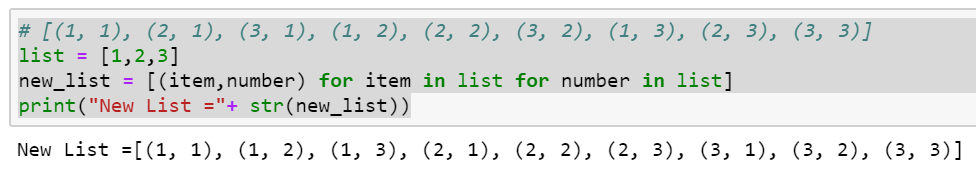 # [(1, 1), (2, 1), (3, 1), (1, 2), (2, 2), (3, 2), (1, 3), (2, 3), (3, 3)]
list = [1,2,3]
new_list = [(item,number) for item in list for number in list]
print("New List ="+ str(new_list))
New List =[(1, 1), (1, 2), (1, 3), (2, 1), (2, 2), (2, 3), (3, 1), (3, 2), (3, 3)]